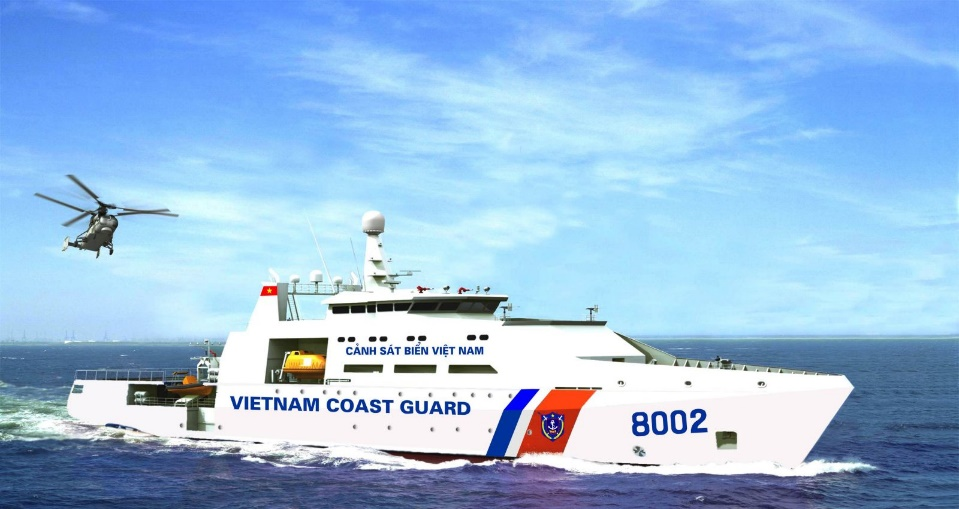 CẢNH SÁT BIỂN VIỆT NAM
VIETNAM COAST GUARD
8002